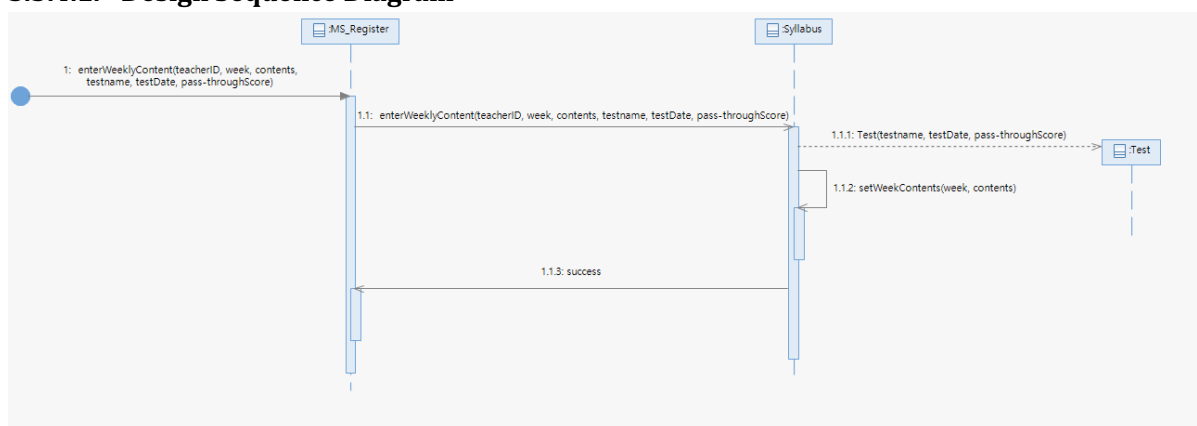 Design Sequence Diagram
:MS_Register
:Syllabus
1: enterWeeklyContent(teacherID, week, contents,
testname, testDate, pass-throughScore)
1.1: enterWeeklyContent(teacherID, week, contents, testname, testDate, pass-throughScore)
1.1.1: Test(testname, testDate, pass-throughScore)
:Test
1.1.2: setWeekContents(week, contents)
1.1.3: success